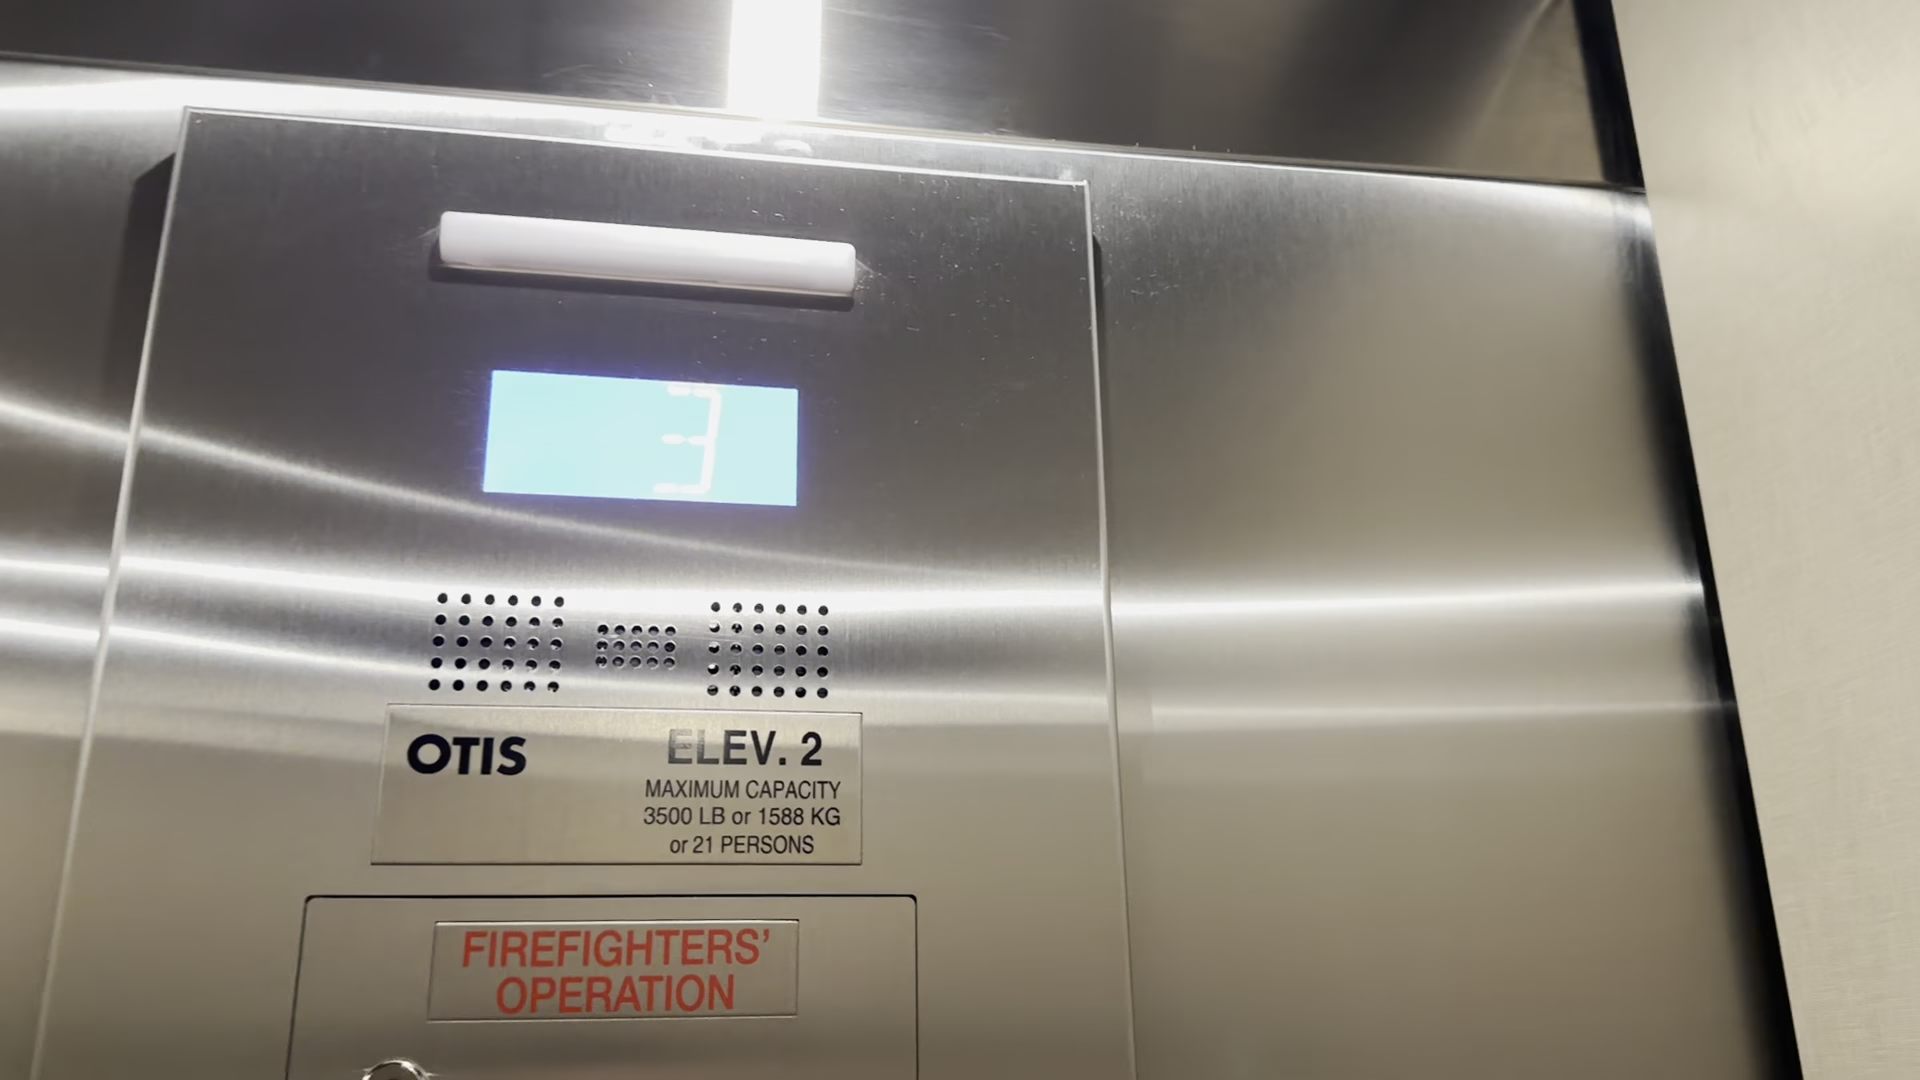 3
OTIS
ELEV. 2
MAXIMUM CAPACITY
3500 LB or 1588 KG
or 21 PERSONS
FIREFIGHTERS’
OPERATION